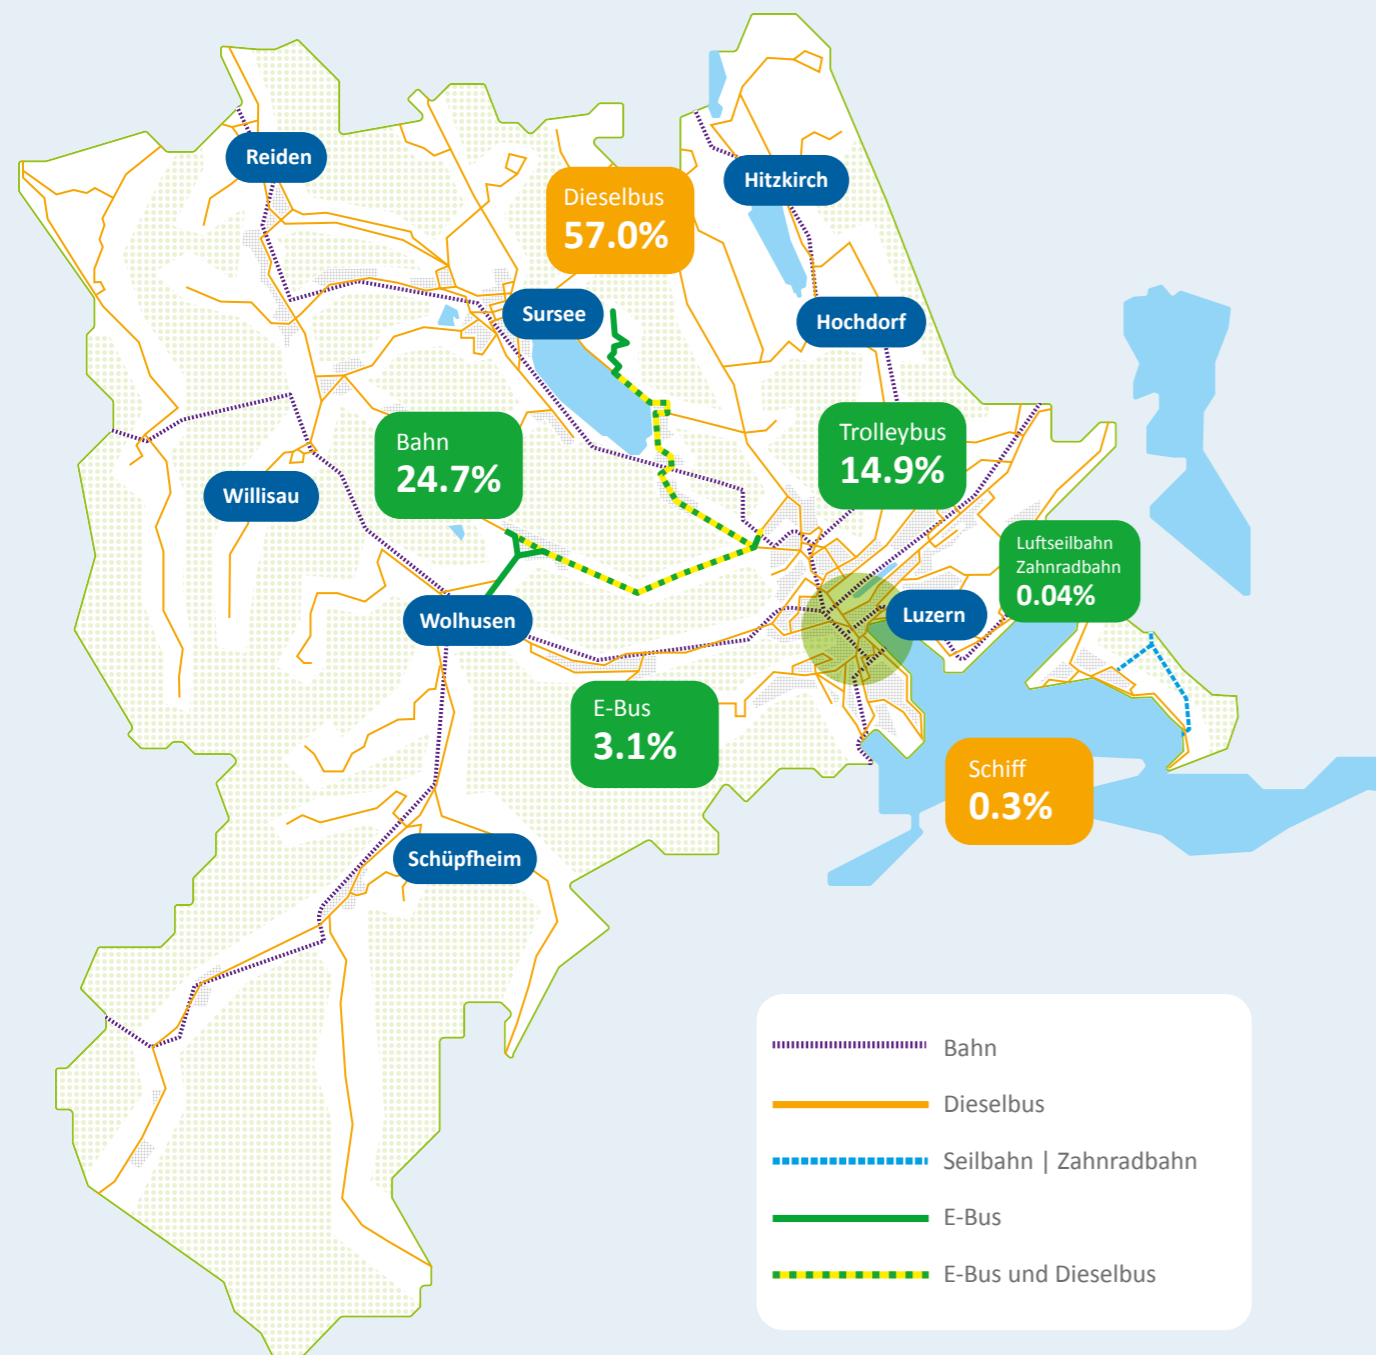 Reiden
Hitzkirch
Dieselbus
57.0%
Sursee
Hochdorf
Bahn
24.7%
Trolleybus
14.9%
Willisau
Luftseilbahn
Zahnradbahn
0.04%
Wolhusen
Luzern
E-Bus
3.1%
Schiff
0.3%
Schüpfheim
Bahn
Dieselbus
Seilbahn | Zahnradbahn
E-Bus
E-Bus und Dieselbus